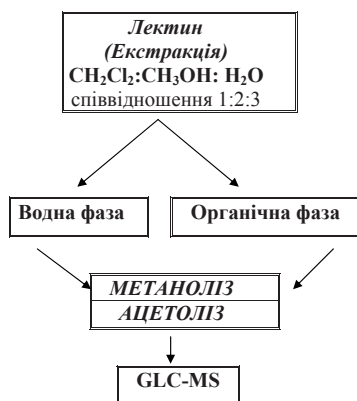 Лектин
(Екстракція)
CH₂Cl₂:CH₃OH: H₂O
співвідношення 1:2:3
Водна фаза
Органічна фаза
МЕТАНОЛІЗ
АЦЕТОЛІЗ
GLC-MS